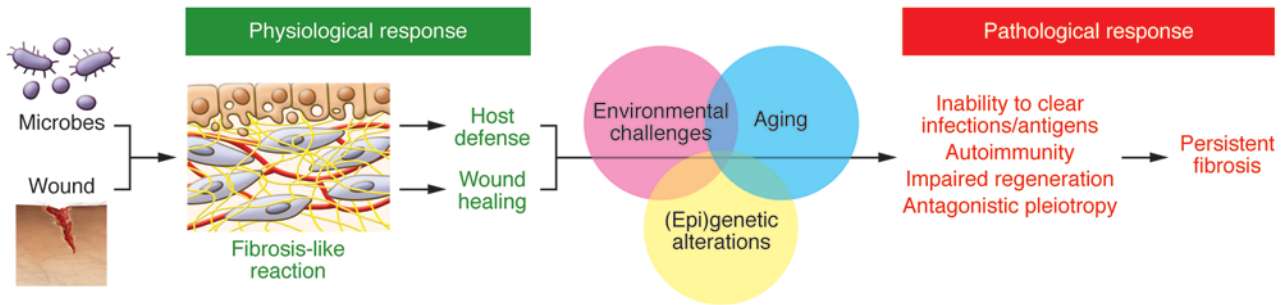 Physiological response
Pathological response
Microbes
Wound
Fibrosis-like
reaction
Host
defense
Wound
healing
Environmental
challenges
Aging
(Epi)genetic
alterations
Inability to clear
infections/antigens
Autoimmunity
Impaired regeneration
Antagonistic pleiotropy
Persistent
fibrosis